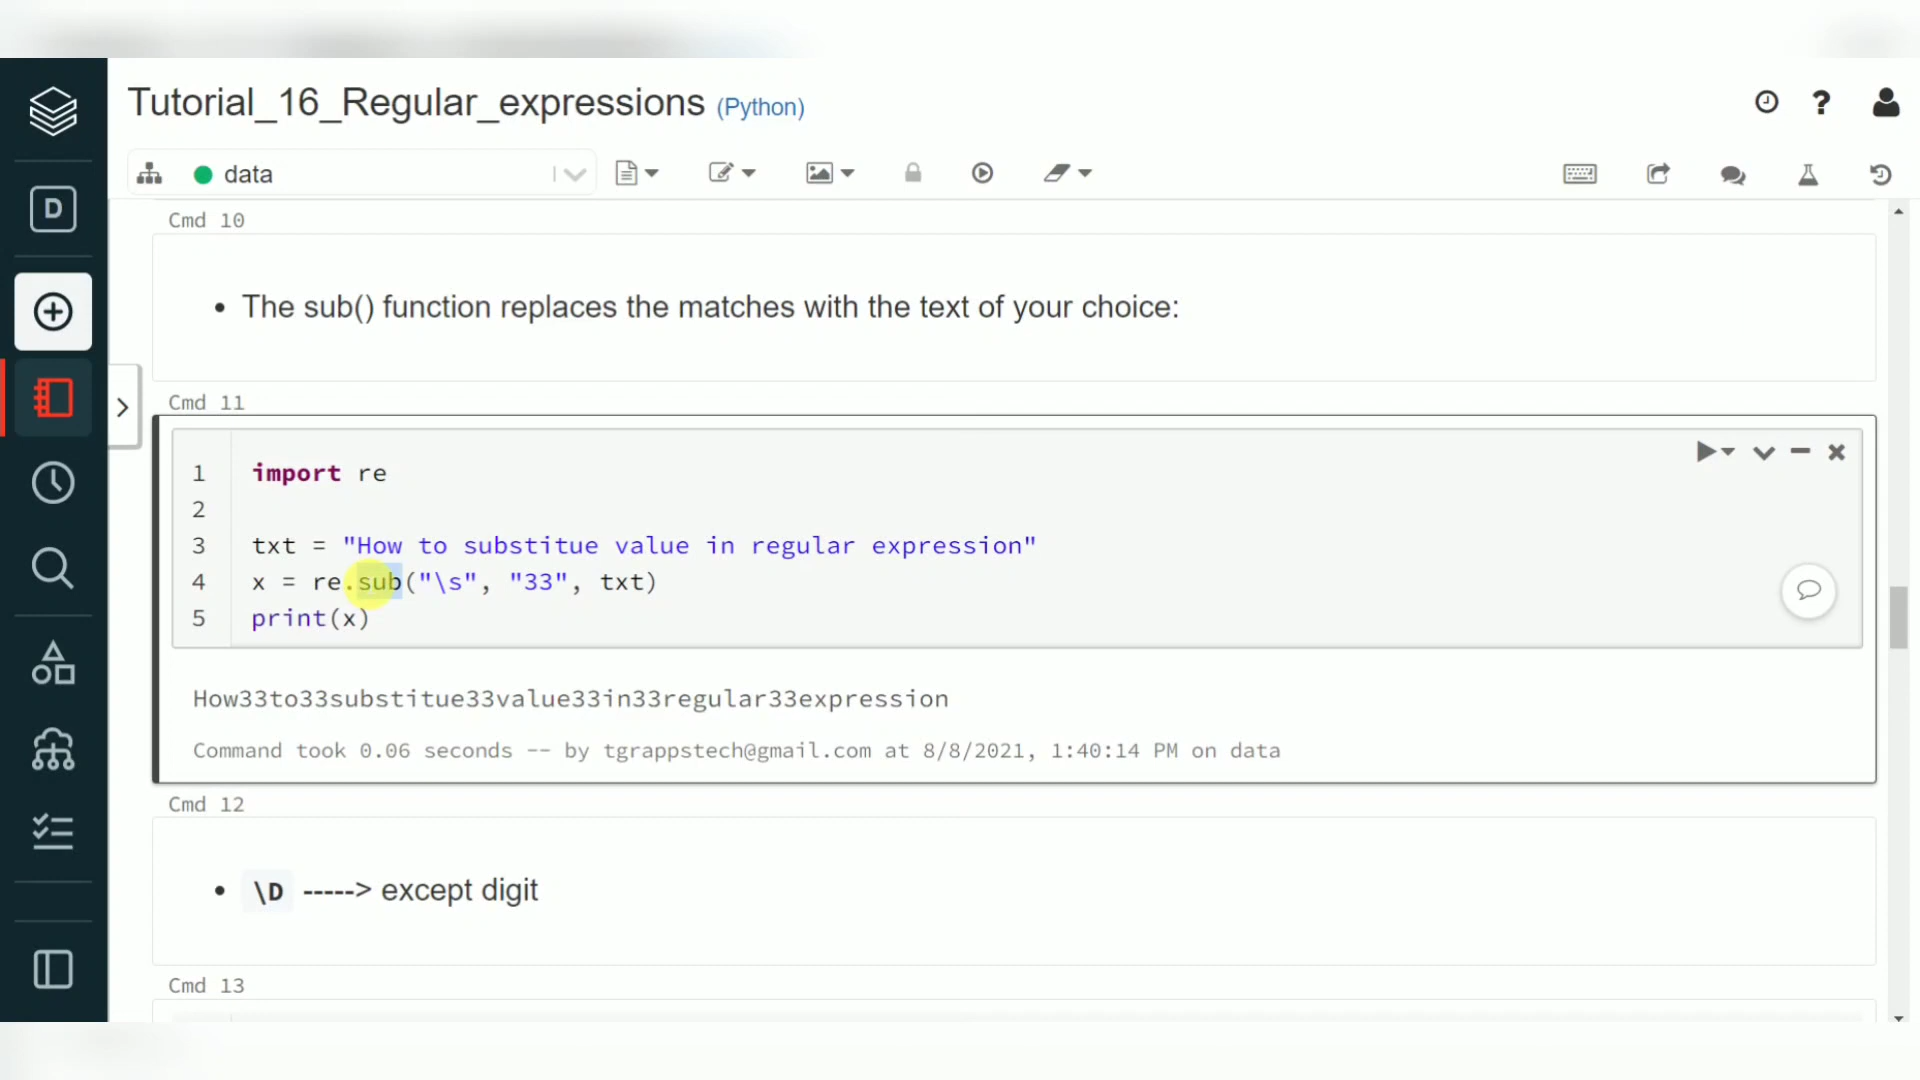 Tutorial_16_Regular_expressions (Python)
data
D
Cmd 10
• The sub() function replaces the matches with the text of your choice:
Cmd 11
1 import re
2
3 txt = "How to substitue value in regular expression"
4 x = re.sub("\s", "33", txt)
5 print(x)
How33to33substitue33value33in33regular33expression
Command took 0.06 seconds -- by tgrappstech@gmail.com at 8/8/2021, 1:40:14 PM on data
Cmd 12
• \D -----> except digit
Cmd 13